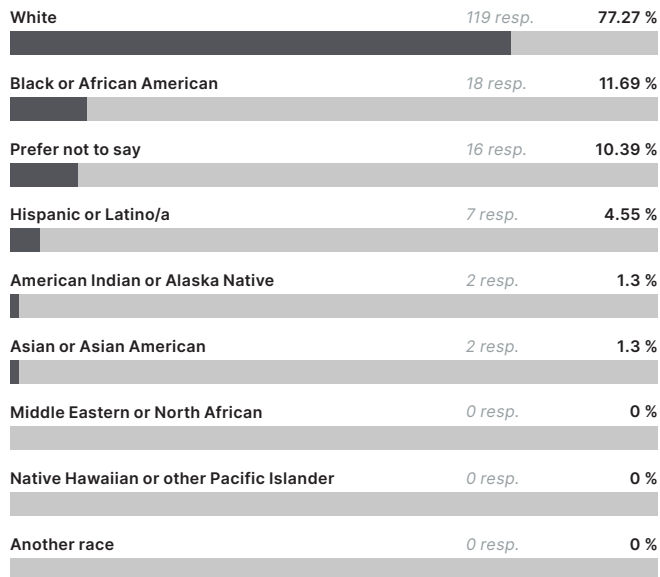 White 119 resp. 77.27 %
Black or African American 18 resp. 11.69 %
Prefer not to say 16 resp. 10.39 %
Hispanic or Latino/a 7 resp. 4.55 %
American Indian or Alaska Native 2 resp. 1.3 %
Asian or Asian American 2 resp. 1.3 %
Middle Eastern or North African 0 resp. 0 %
Native Hawaiian or other Pacific Islander 0 resp. 0 %
Another race 0 resp. 0 %